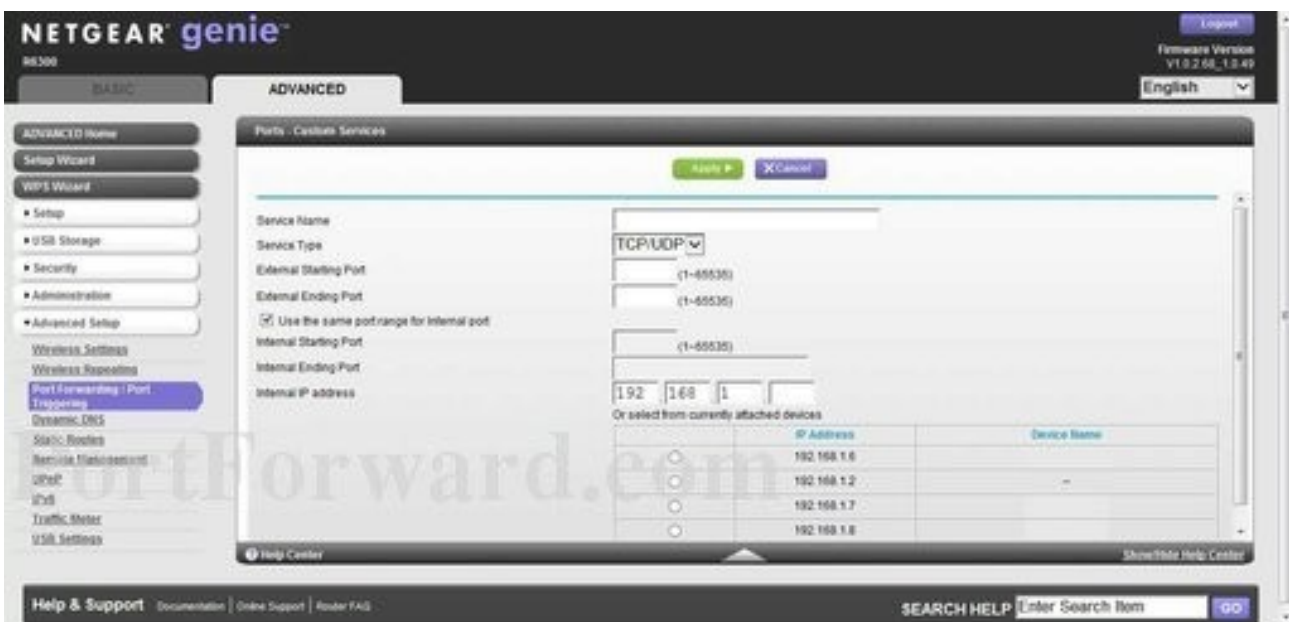 NETGEAR genie
R6300
Logout
Firmware Version
V1.0.2.68_1.0.49
BASIC
ADVANCED
English
ADVANCED Home
Setup Wizard
WPS Wizard
Setup
USB Storage
Security
Administration
Advanced Setup
Wireless Settings
Wireless Repeating
Port Forwarding / Port
Triggering
Dynamic DNS
Static Routes
Remote Management
UPnP
IPv6
Traffic Meter
USB Settings
Ports - Custom Services
Apply
X Cancel
Service Name
Service Type TCP/UDP
External Starting Port (1~65535)
External Ending Port (1~65535)
Use the same port range for Internal port
Internal Starting Port (1~65535)
Internal Ending Port
Internal IP address 192 168 1
Or select from currently attached devices
IP Address Device Name
192.168.1.6
192.168.1.2 --
192.168.1.7
192.168.1.8
PortForward.com
Help Center
Show/Hide Help Center
Help & Support Documentation | Online Support | Router FAQ
SEARCH HELP Enter Search Item GO